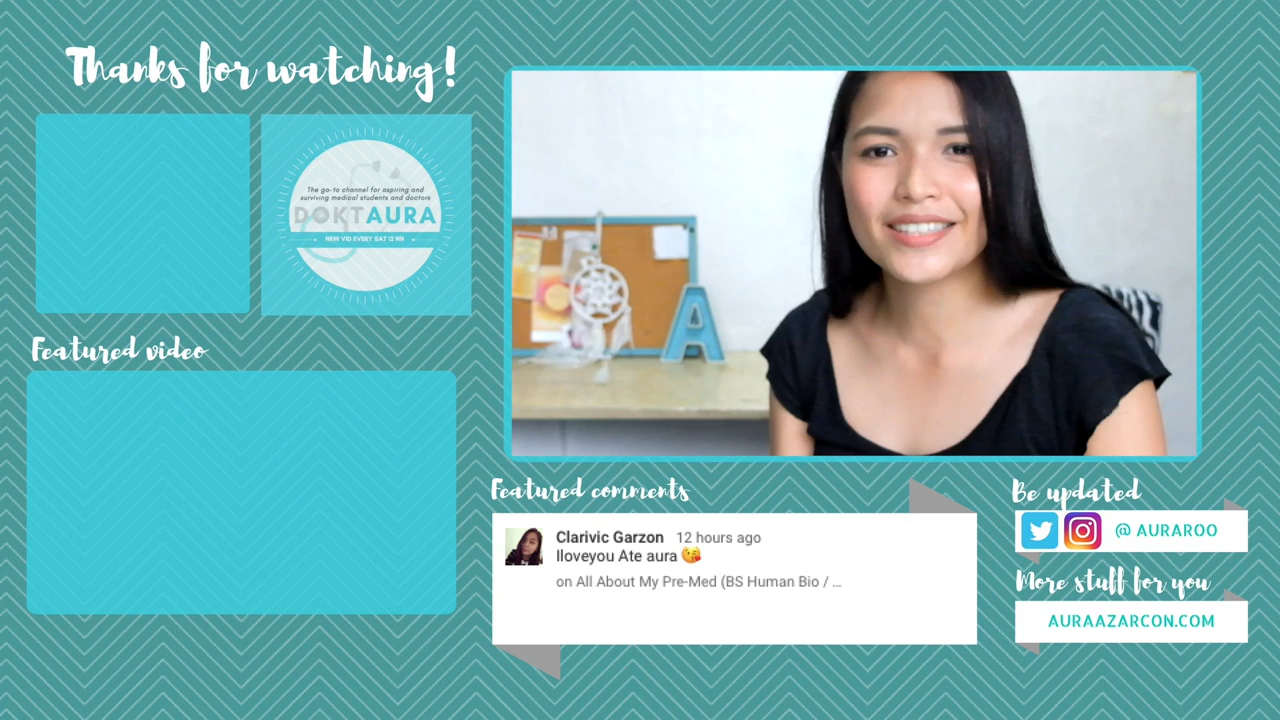 Thanks for watching!
The go-to channel for aspiring and
surviving medical students and doctors
DOKTAURA
NEW VID EVERY SAT 12 NN
Featured video
A
Featured comments
Clarivic Garzon 12 hours ago
Iloveyou Ate aura 😘
on All About My Pre-Med (BS Human Bio / ...
Be updated
@ AURAROO
More stuff for you
AURAAZARCON.COM